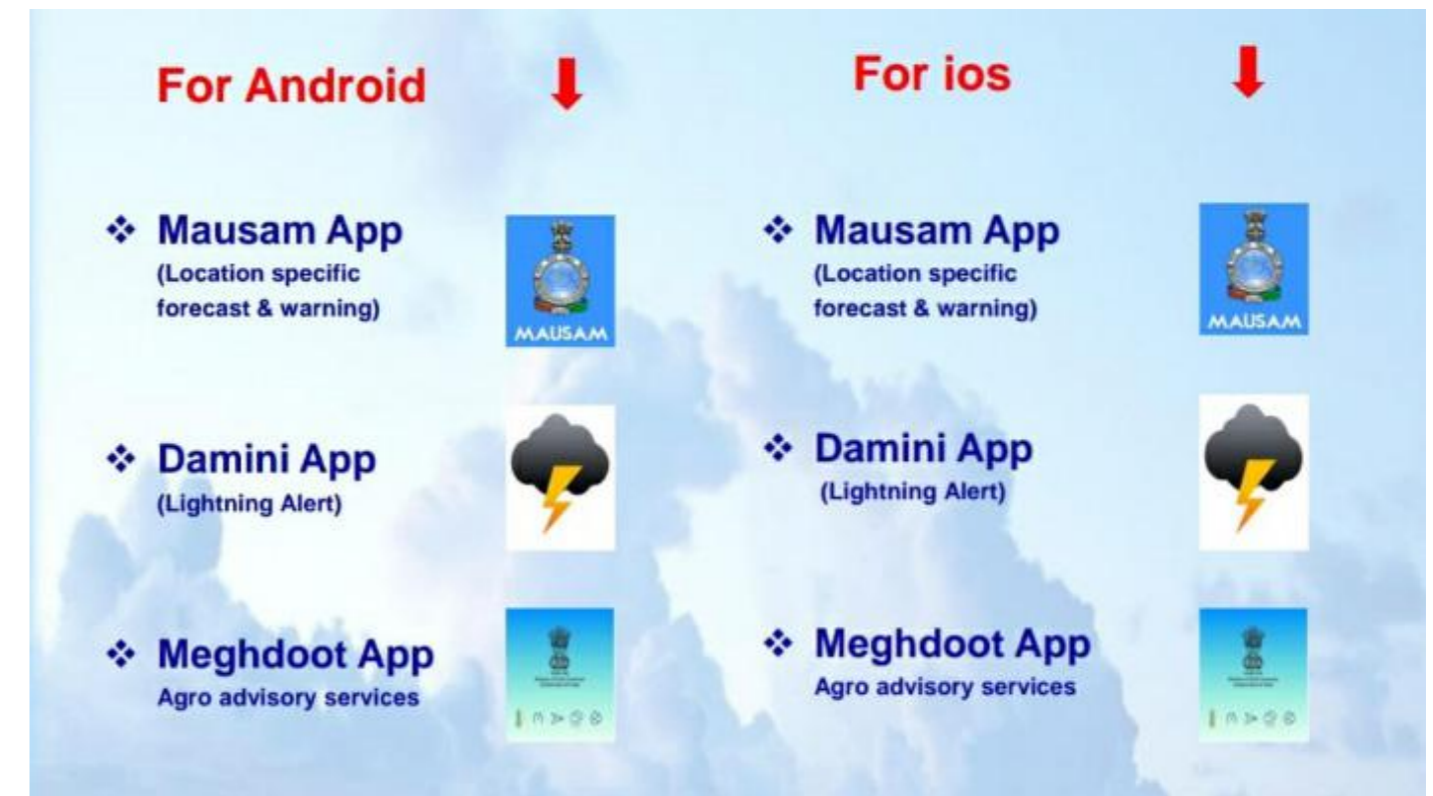 For Android
Mausam App
(Location specific
forecast & warning)
MAUSAM
Damini App
(Lightning Alert)
Meghdoot App
Agro advisory services
For ios
Mausam App
(Location specific
forecast & warning)
MAUSAM
Damini App
(Lightning Alert)
Meghdoot App
Agro advisory services